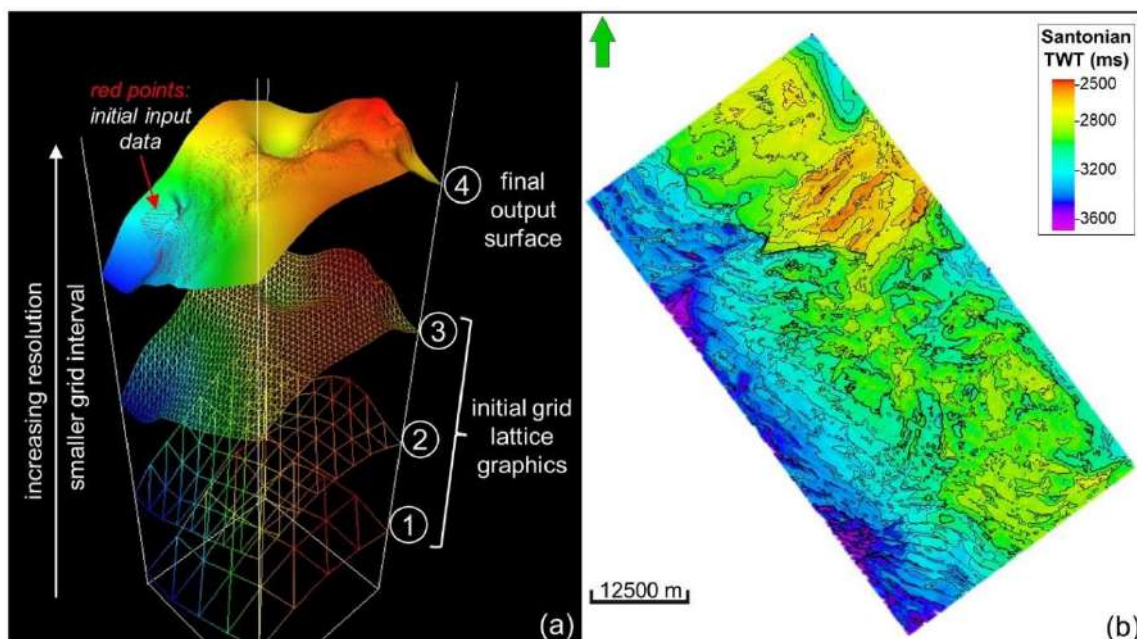 red points:
initial input
data
increasing resolution
smaller grid interval
4
final
output
surface
3
2
1
initial grid
lattice
graphics
(a)
Santonian
TWT (ms)
2500
2800
3200
3600
12500 m
(b)